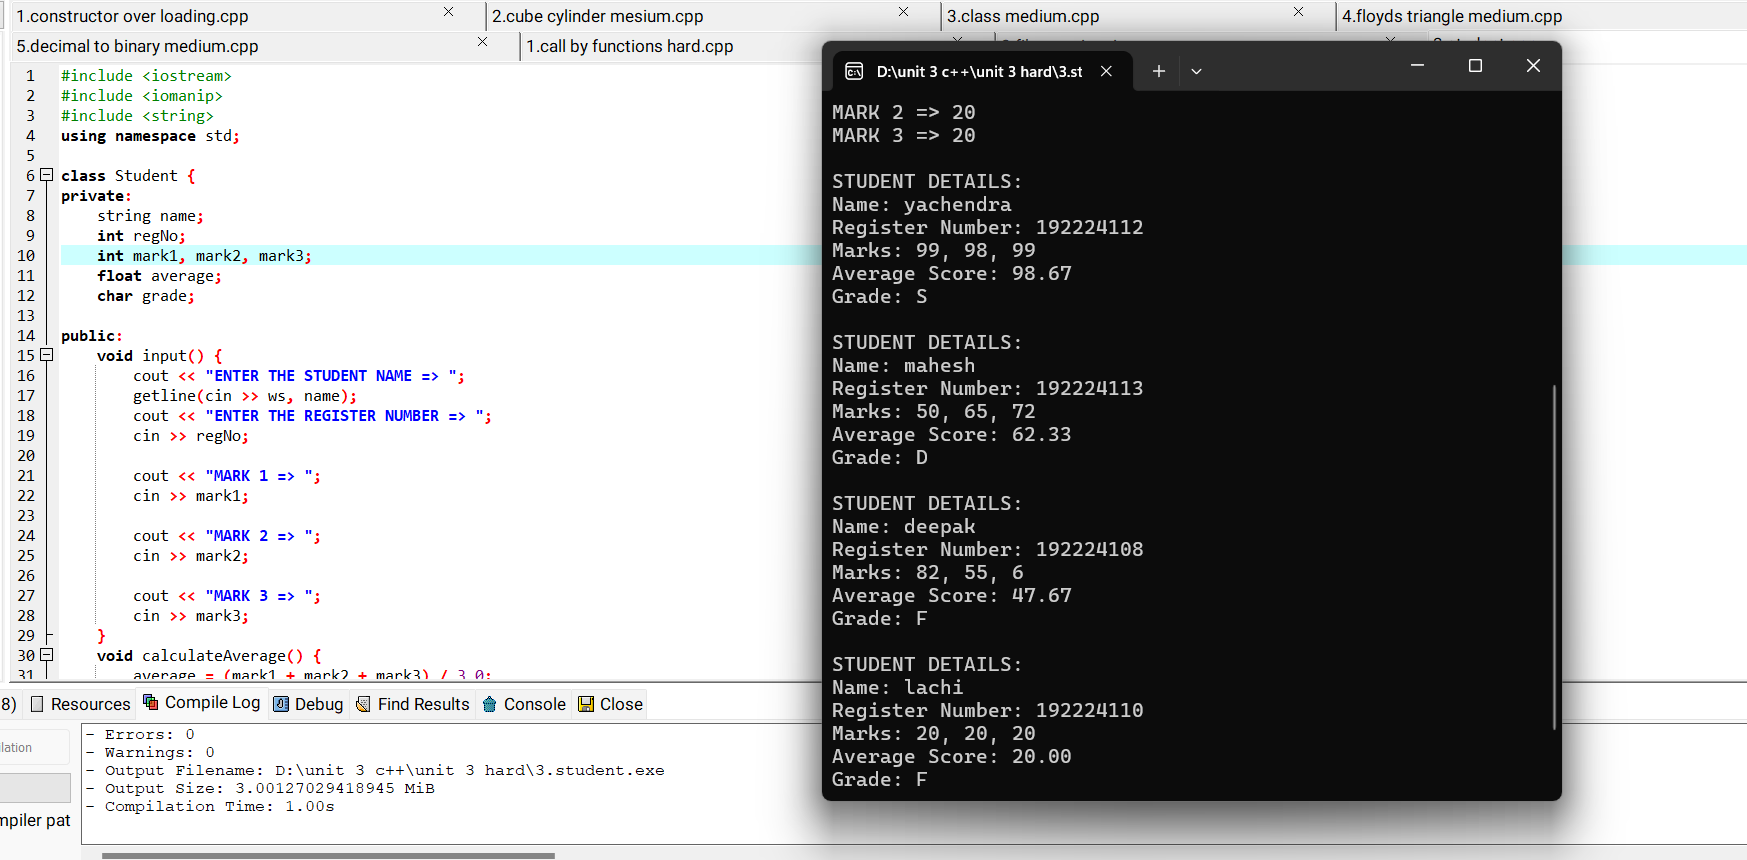 1.constructor over loading.cpp
2.cube cylinder mesium.cpp
3.class medium.cpp
4.floyds triangle medium.cpp
5.decimal to binary medium.cpp
1.call by functions hard.cpp
1 #include <iostream>
2 #include <iomanip>
3 #include <string>
4 using namespace std;
5
6 class Student {
7 private:
8 string name;
9 int regNo;
10 int mark1, mark2, mark3;
11 float average;
12 char grade;
13
14 public:
15 void input() {
16 cout << "ENTER THE STUDENT NAME => ";
17 getline(cin >> ws, name);
18 cout << "ENTER THE REGISTER NUMBER => ";
19 cin >> regNo;
20
21 cout << "MARK 1 => ";
22 cin >> mark1;
23
24 cout << "MARK 2 => ";
25 cin >> mark2;
26
27 cout << "MARK 3 => ";
28 cin >> mark3;
29 }
30 void calculateAverage() {
31 average = (mark1 + mark2 + mark3) / 3.0;
D:\unit 3 c++\unit 3 hard\3.st
MARK 2 => 20
MARK 3 => 20
STUDENT DETAILS:
Name: yachendra
Register Number: 192224112
Marks: 99, 98, 99
Average Score: 98.67
Grade: S
STUDENT DETAILS:
Name: mahesh
Register Number: 192224113
Marks: 50, 65, 72
Average Score: 62.33
Grade: D
STUDENT DETAILS:
Name: deepak
Register Number: 192224108
Marks: 82, 55, 6
Average Score: 47.67
Grade: F
STUDENT DETAILS:
Name: lachi
Register Number: 192224110
Marks: 20, 20, 20
Average Score: 20.00
Grade: F
8) Resources Compile Log Debug Find Results Console Close
lation
mpiler pat
- Errors: 0
- Warnings: 0
- Output Filename: D:\unit 3 c++\unit 3 hard\3.student.exe
- Output Size: 3.00127029418945 MiB
- Compilation Time: 1.00s